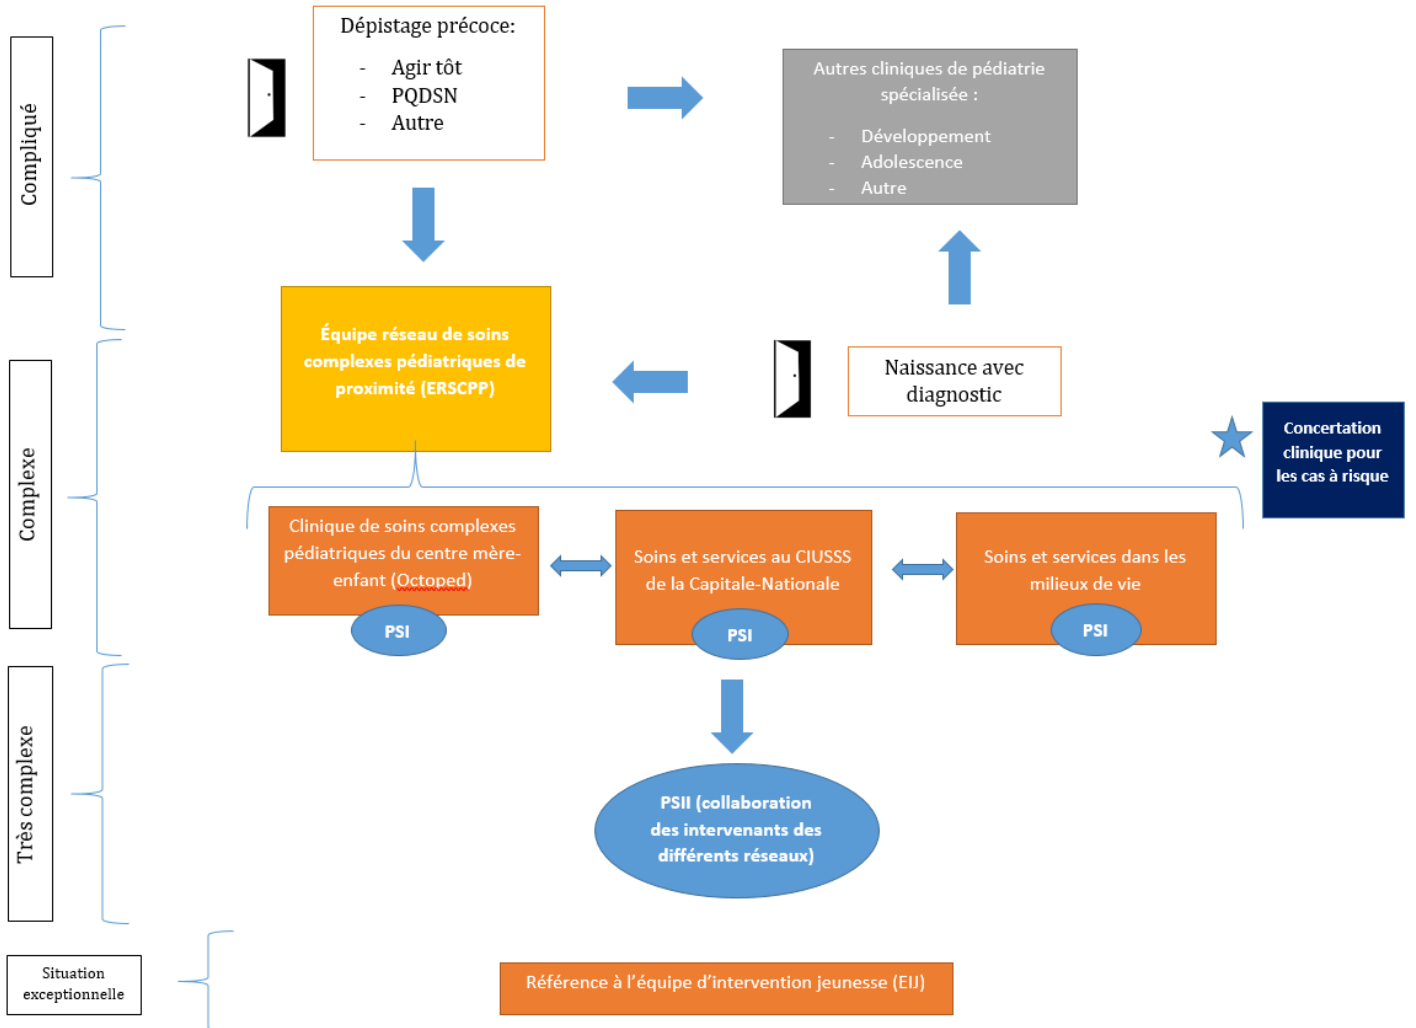 Compliqué
Dépistage précoce:
- Agir tôt
- PQDSN
- Autre
Autres cliniques de pédiatrie
spécialisée :
- Développement
- Adolescence
- Autre
Complexe
Équipe réseau de soins
complexes pédiatriques de
proximité (ERSCPP)
Naissance avec
diagnostic
Concertation
clinique pour
les cas à risque
Clinique de soins complexes
pédiatriques du centre mère-
enfant (Octoped)
PSI
Soins et services au CIUSSS
de la Capitale-Nationale
PSI
Soins et services dans les
milieux de vie
PSI
Très complexe
PSII (collaboration
des intervenants des
différents réseaux)
Situation
exceptionnelle
Référence à l'équipe d'intervention jeunesse (EIJ)